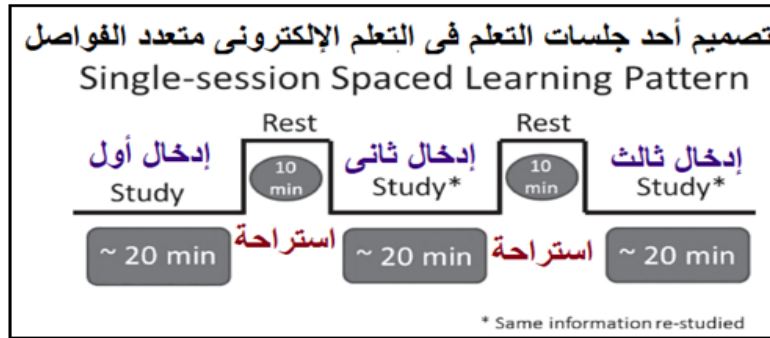 تصميم أحد جلسات التعلم فى التعلم الإلكترونى متعدد الفواصل
Single-session Spaced Learning Pattern
Rest Rest
إدخال أول 10 min إدخال ثانى 10 min إدخال ثالث
Study Study* Study*
~ 20 min استراحة ~ 20 min استراحة ~ 20 min
* Same information re-studied